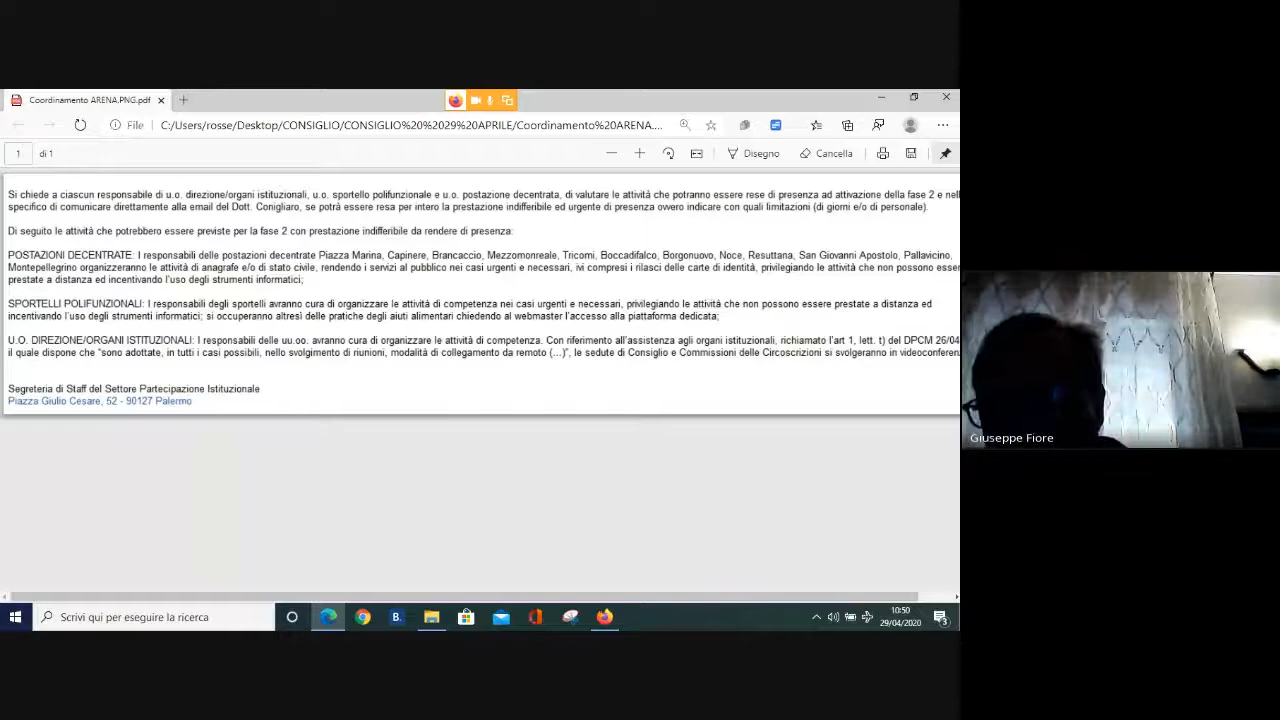 Coordinamento ARENA.PNG.pdf
File C:/Users/rosse/Desktop/CONSIGLIO/CONSIGLIO%20%2029%20APRILE/Coordinamento%20ARENA....
1 di 1 Disegno Cancella
Si chiede a ciascun responsabile di u.o. direzione/organi istituzionali, u.o. sportello polifunzionale e u.o. postazione decentrata, di valutare le attività che potranno essere rese di presenza ad attivazione della fase 2 e nell
specifico di comunicare direttamente alla email del Dott. Conigliaro, se potrà essere resa per intero la prestazione indifferibile ed urgente di presenza ovvero indicare con quali limitazioni (di giorni e/o di personale).
Di seguito le attività che potrebbero essere previste per la fase 2 con prestazione indifferibile da rendere di presenza:
POSTAZIONI DECENTRATE: I responsabili delle postazioni decentrate Piazza Marina, Capinere, Brancaccio, Mezzomonreale, Tricomi, Boccadifalco, Borgonuovo, Noce, Resuttana, San Giovanni Apostolo, Pallavicino,
Montepellegrino organizzeranno le attività di anagrafe e/o di stato civile, rendendo i servizi al pubblico nei casi urgenti e necessari, ivi compresi i rilasci delle carte di identità, privilegiando le attività che non possono esser
prestate a distanza ed incentivando l'uso degli strumenti informatici;
SPORTELLI POLIFUNZIONALI: I responsabili degli sportelli avranno cura di organizzare le attività di competenza nei casi urgenti e necessari, privilegiando le attività che non possono essere prestate a distanza ed
incentivando l'uso degli strumenti informatici; si occuperanno altresì delle pratiche degli aiuti alimentari chiedendo al webmaster l'accesso alla piattaforma dedicata;
U.O. DIREZIONE/ORGANI ISTITUZIONALI: I responsabili delle uu.oo. avranno cura di organizzare le attività di competenza. Con riferimento all'assistenza agli organi istituzionali, richiamato l'art 1, lett. t) del DPCM 26/04
il quale dispone che "sono adottate, in tutti i casi possibili, nello svolgimento di riunioni, modalità di collegamento da remoto (...)", le sedute di Consiglio e Commissioni delle Circoscrizioni si svolgeranno in videoconferen
Segreteria di Staff del Settore Partecipazione Istituzionale
Piazza Giulio Cesare, 52 - 90127 Palermo
Giuseppe Fiore
Scrivi qui per eseguire la ricerca
B.
10:50
29/04/2020
3